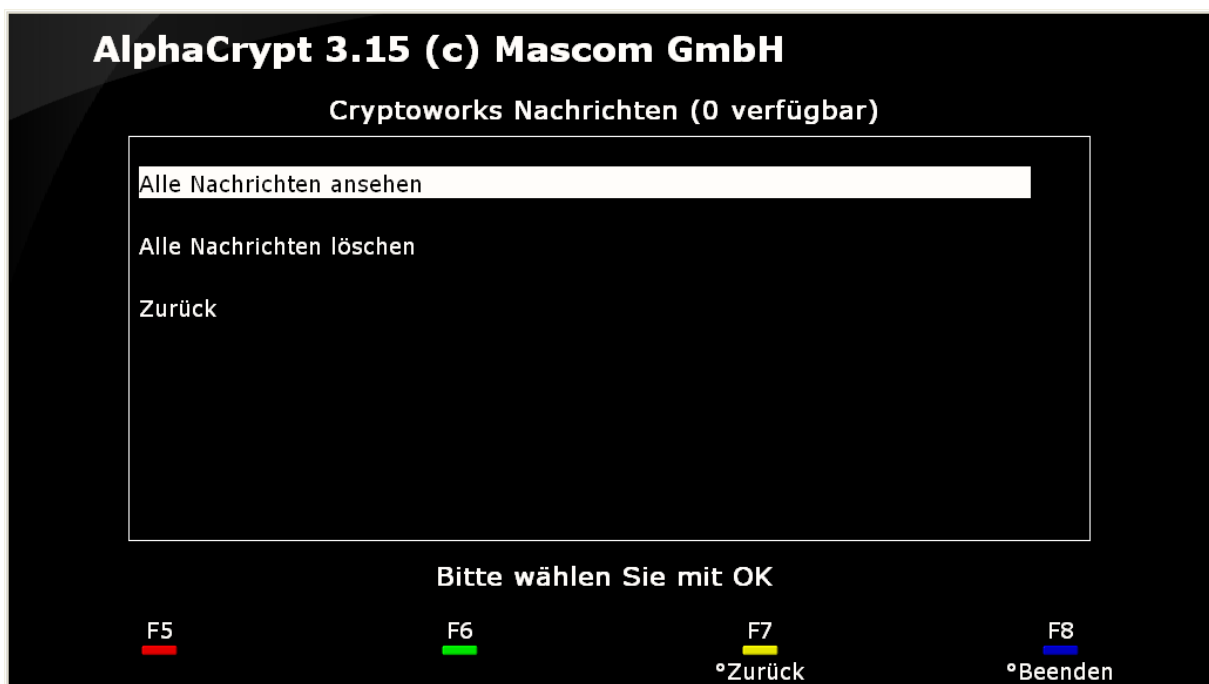 AlphaCrypt 3.15 (c) Mascom GmbH
Cryptoworks Nachrichten (0 verfügbar)
Alle Nachrichten ansehen
Alle Nachrichten löschen
Zurück
Bitte wählen Sie mit OK
F5 F6 F7 F8
°Zurück °Beenden